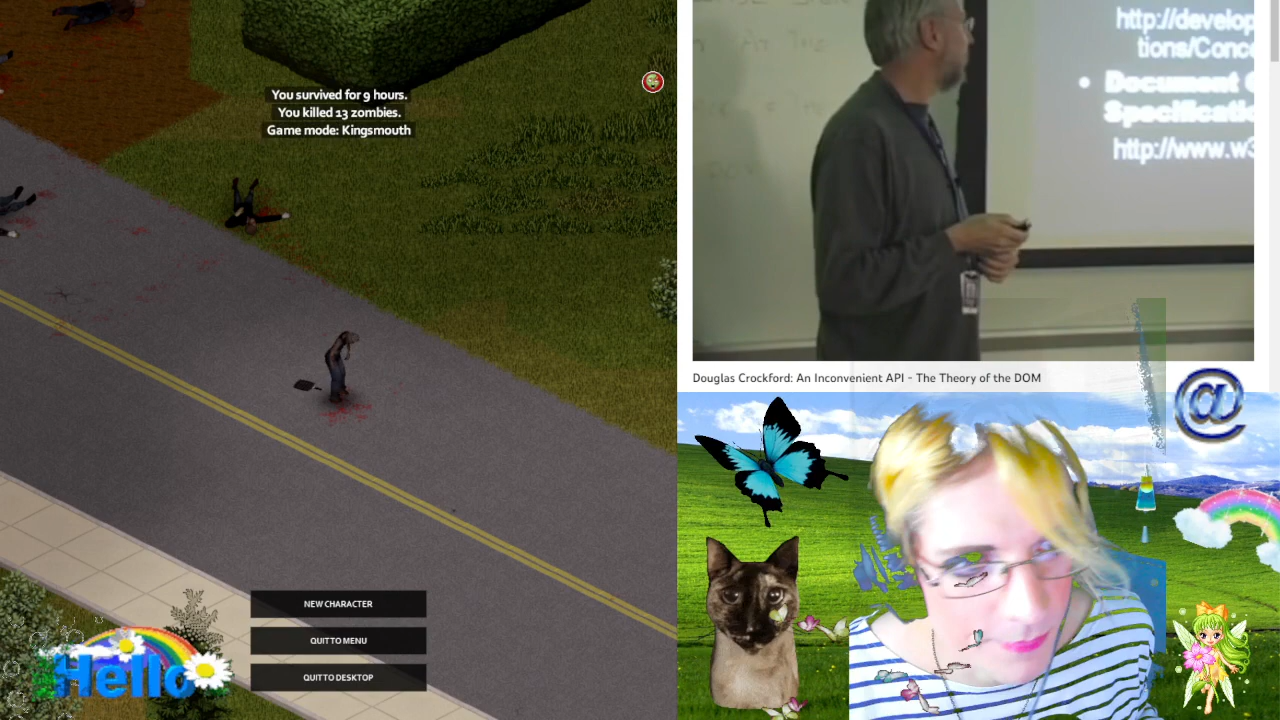 You survived for 9 hours.
You killed 13 zombies.
Game mode: Kingsmouth
NEW CHARACTER
QUIT TO MENU
QUIT TO DESKTOP
Hello
http://develop
tions/Conc
• Document
Specificatio
http://www.w3
Douglas Crockford: An Inconvenient API - The Theory of the DOM
@